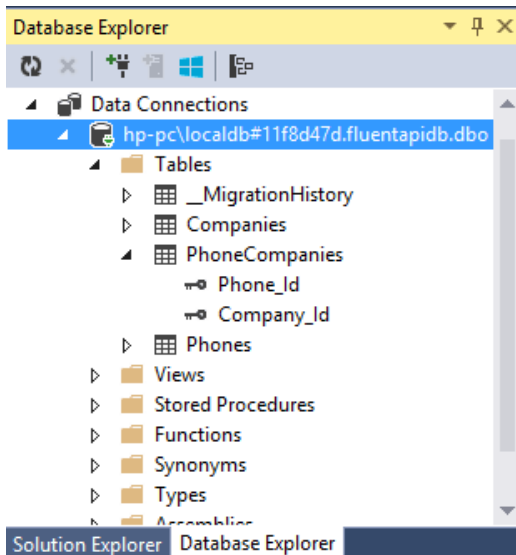 Database Explorer
Data Connections
hp-pc\localdb#11f8d47d.fluentapidb.dbo
Tables
__MigrationHistory
Companies
PhoneCompanies
Phone_Id
Company_Id
Phones
Views
Stored Procedures
Functions
Synonyms
Types
Assemblies
Solution Explorer Database Explorer